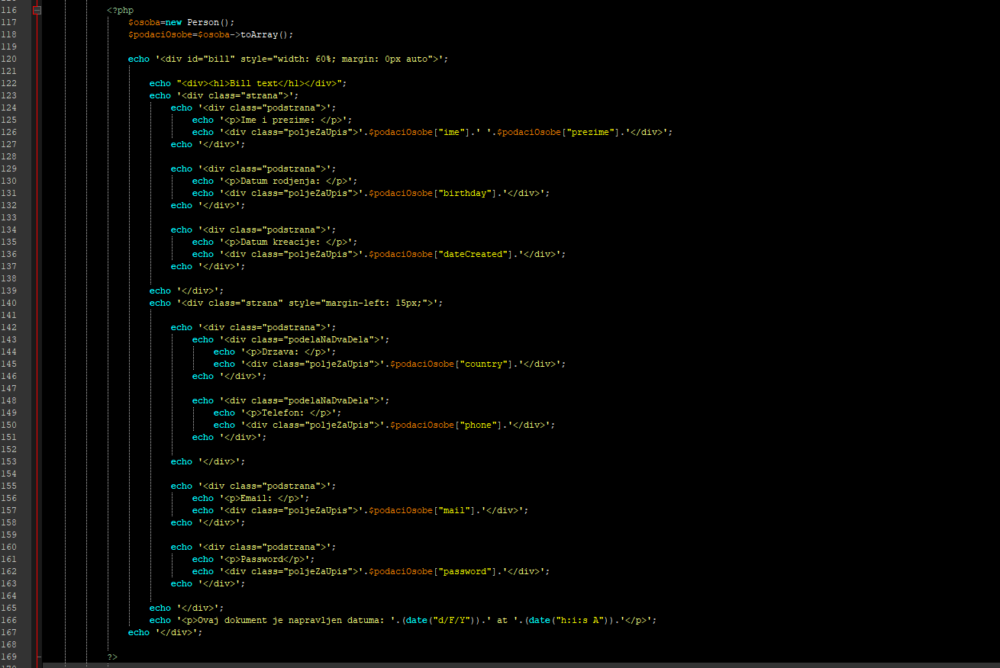 116 <?php
117 $osoba=new Person();
118 $podaciOsobe=$osoba->toArray();
119
120 echo '<div id="bill" style="width: 60%; margin: 0px auto">';
121
122 echo "<div><h1>Bill text</h1></div>";
123 echo '<div class="strana">';
124 echo '<div class="podstrana">';
125 echo '<p>Ime i prezime: </p>';
126 echo '<div class="poljeZaUpis">'.$podaciOsobe["ime"].' '.$podaciOsobe["prezime"].'</div>';
127 echo '</div>';
128
129 echo '<div class="podstrana">';
130 echo '<p>Datum rodjenja: </p>';
131 echo '<div class="poljeZaUpis">'.$podaciOsobe["birthday"].'</div>';
132 echo '</div>';
133
134 echo '<div class="podstrana">';
135 echo '<p>Datum kreacije: </p>';
136 echo '<div class="poljeZaUpis">'.$podaciOsobe["dateCreated"].'</div>';
137 echo '</div>';
138
139 echo '</div>';
140 echo '<div class="strana" style="margin-left: 15px;">';
141
142 echo '<div class="podstrana">';
143 echo '<div class="podelaNaDvaDela">';
144 echo '<p>Drzava: </p>';
145 echo '<div class="poljeZaUpis">'.$podaciOsobe["country"].'</div>';
146 echo '</div>';
147
148 echo '<div class="podelaNaDvaDela">';
149 echo '<p>Telefon: </p>';
150 echo '<div class="poljeZaUpis">'.$podaciOsobe["phone"].'</div>';
151 echo '</div>';
152
153 echo '</div>';
154
155 echo '<div class="podstrana">';
156 echo '<p>Email: </p>';
157 echo '<div class="poljeZaUpis">'.$podaciOsobe["mail"].'</div>';
158 echo '</div>';
159
160 echo '<div class="podstrana">';
161 echo '<p>Password</p>';
162 echo '<div class="poljeZaUpis">'.$podaciOsobe["password"].'</div>';
163 echo '</div>';
164
165 echo '</div>';
166 echo '<p>Ovaj dokument je napravljen datuma: '.(date("d/F/Y")).' at '.(date("h:i:s A")).'</p>';
167 echo '</div>';
168
169 ?>